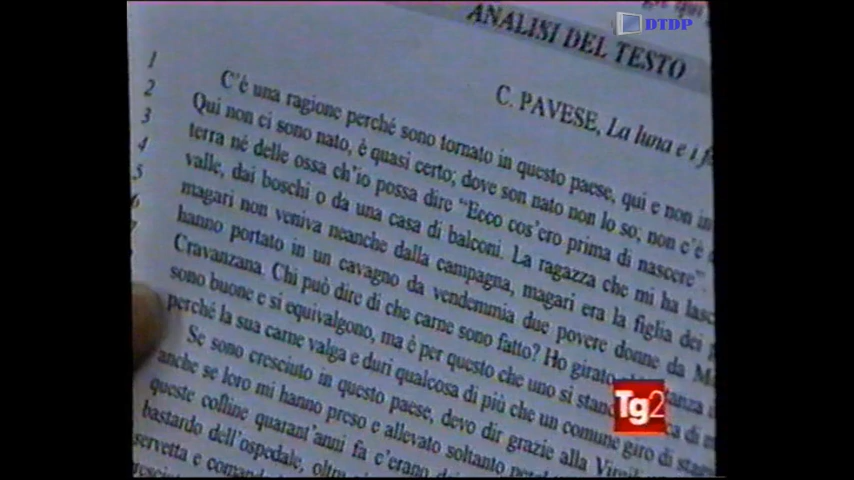 ANALISI DEL TESTO
DTDP
C. PAVESE, La luna e i f
1
2
3
4
5
6
7
C'è una ragione perché sono tornato in questo paese, qui e non in
Qui non ci sono nato, è quasi certo; dove son nato non lo so; non c'è
terra né delle ossa ch'io possa dire "Ecco cos'ero prima di nascere".
valle, dai boschi o da una casa di balconi. La ragazza che mi ha lasc
magari non veniva neanche dalla campagna, magari era la figlia dei
hanno portato in un cavagno da vendemmia due povere donne da M
Cravanzana. Chi può dire di che carne sono fatto? Ho girato
sono buone e si equivalgono, ma è per questo che uno si stanc
perché la sua carne valga e duri qualcosa di più che un comune giro di stag
Se sono cresciuto in questo paese, devo dir grazie alla Virgi
anche se loro mi hanno preso e allevato soltanto
queste colline quarant'anni fa c'erano
bastardo dell'ospedale, oltre
servetta e
Tg2